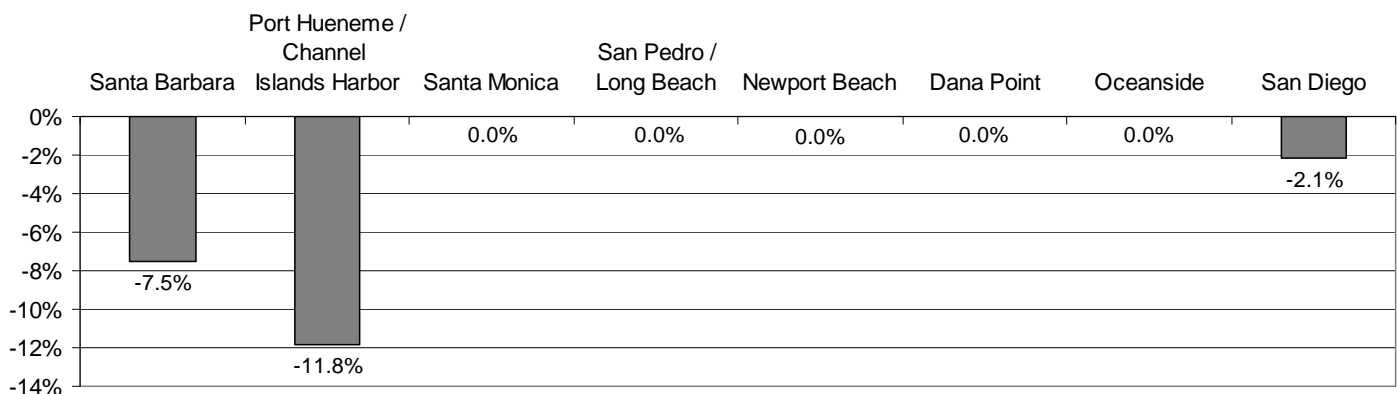 Port Hueneme /
Channel
San Pedro /
Santa Barbara Islands Harbor Santa Monica Long Beach Newport Beach Dana Point Oceanside San Diego
0%
0.0% 0.0% 0.0% 0.0% 0.0%
-2%
-2.1%
-4%
-6%
-8%
-7.5%
-10%
-12%
-11.8%
-14%